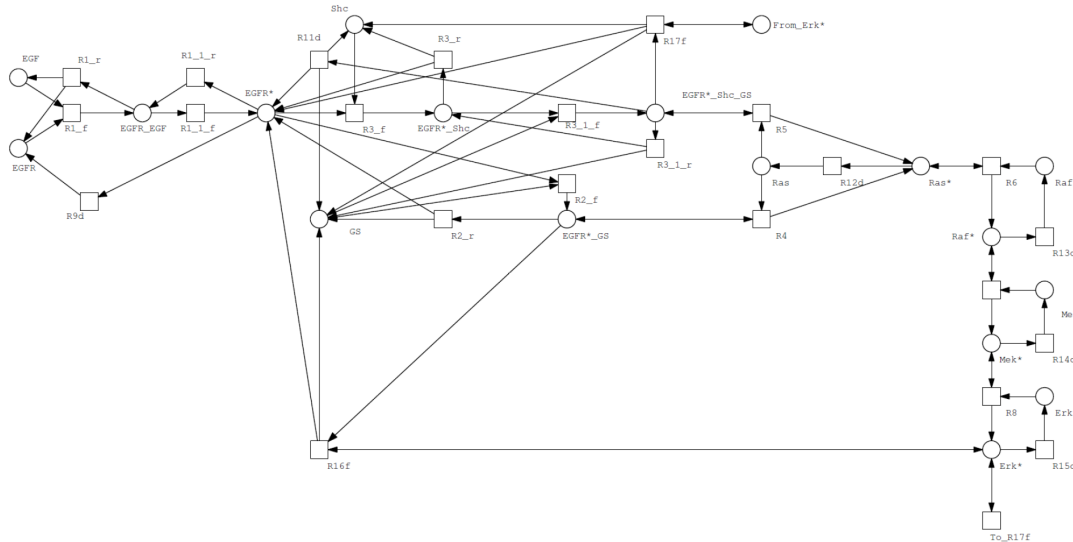 Shc
R11d
R3_r
R17f
From_Erk*
EGF
R1_r
R1_1_r
EGFR*
EGFR*_Shc_GS
R1_f
EGFR_EGF
R1_1_f
R3_f
EGFR*_Shc
R3_1_f
R5
EGFR
R3_1_r
Ras
R12d
Ras*
R6
Raf
R9d
R2_f
GS
R2_r
EGFR*_GS
R4
Raf*
R13d
Me
Mek*
R14d
R8
Erk
R16f
Erk*
R15d
To_R17f